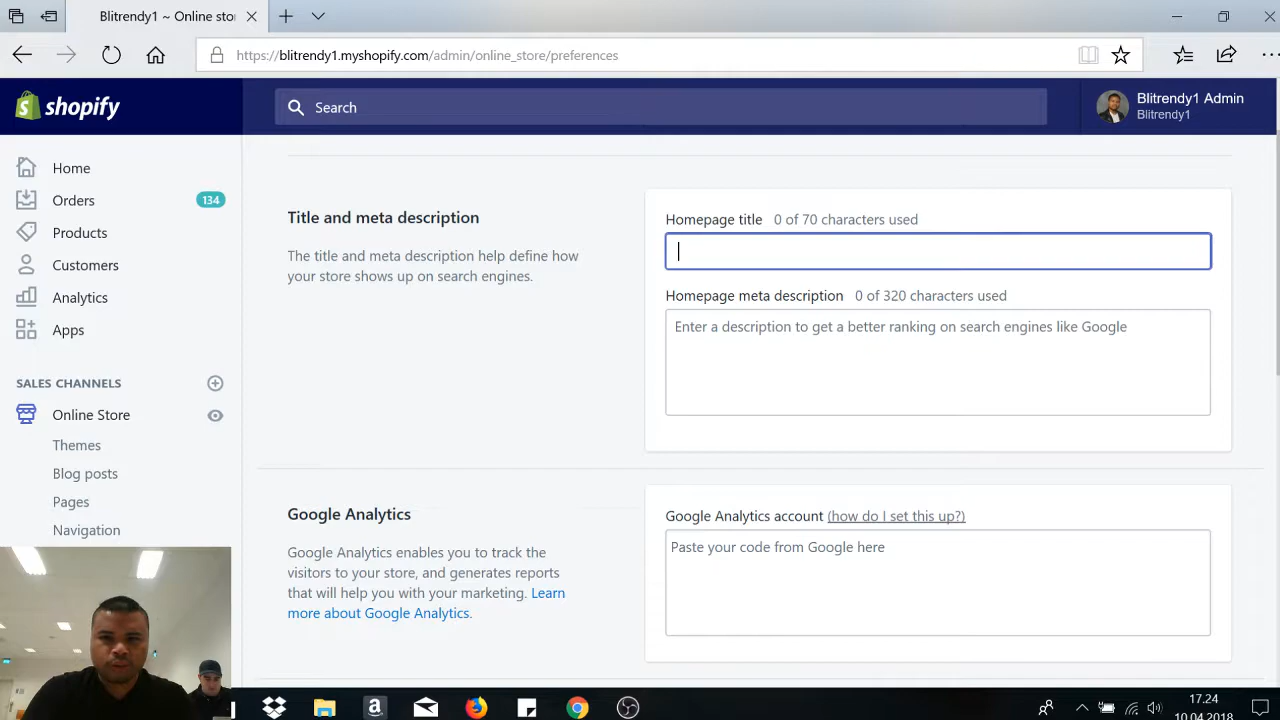 Blitrendy1 ~ Online stor
https://blitrendy1.myshopify.com/admin/online_store/preferences
shopify
Search
Blitrendy1 Admin
Blitrendy1
Home
Orders
134
Products
Customers
Analytics
Apps
SALES CHANNELS
Online Store
Themes
Blog posts
Pages
Navigation
Title and meta description
The title and meta description help define how
your store shows up on search engines.
Homepage title 0 of 70 characters used
Homepage meta description 0 of 320 characters used
Enter a description to get a better ranking on search engines like Google
Google Analytics
Google Analytics enables you to track the
visitors to your store, and generates reports
that will help you with your marketing. Learn
more about Google Analytics.
Google Analytics account (how do I set this up?)
Paste your code from Google here
17.24
10.04.2018